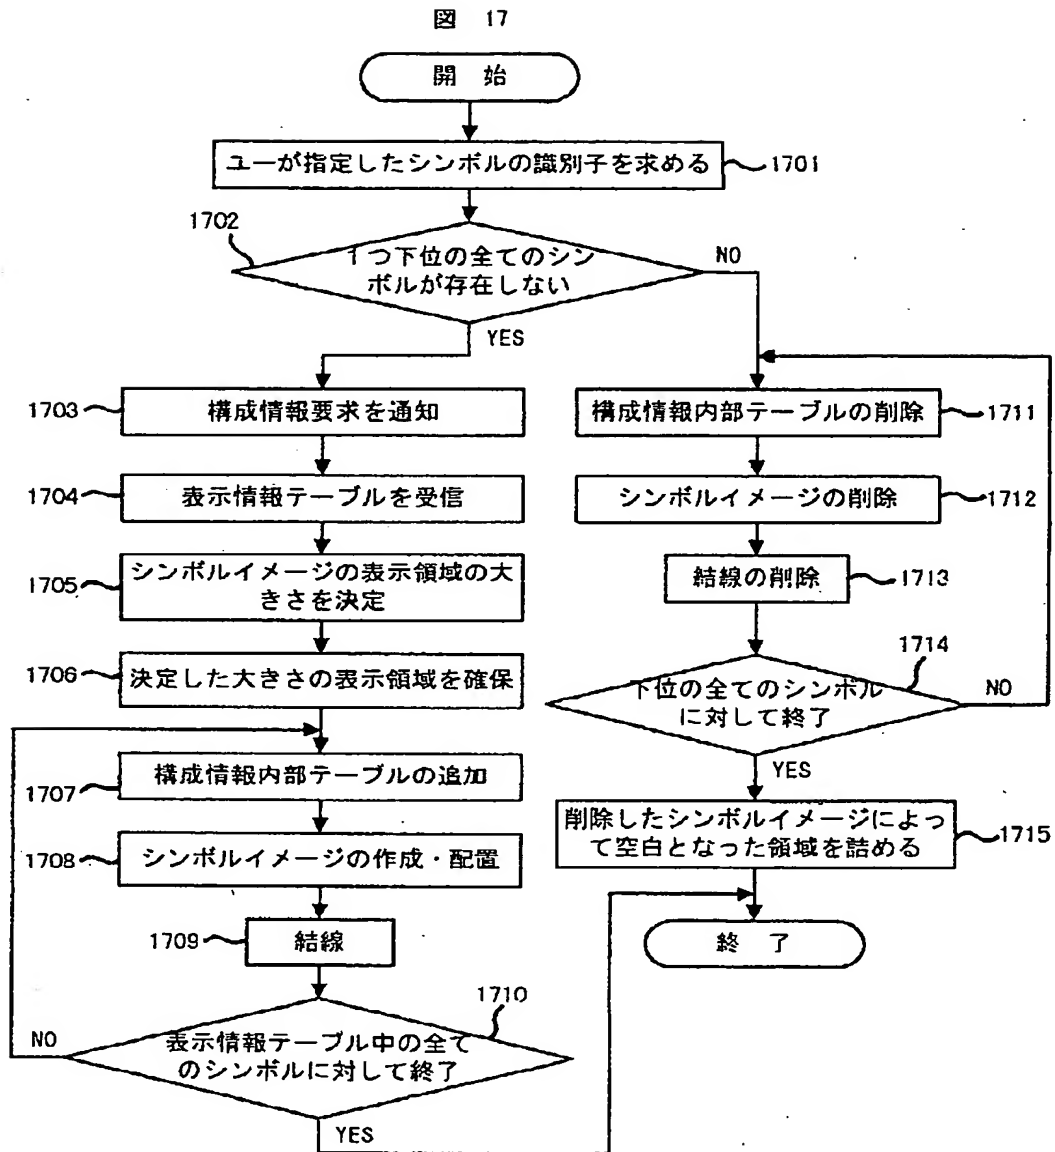 図 17
開 始
ユーが指定したシンボルの識別子を求める
1701
1702
1つ下位の全てのシン
ボルが存在しない
NO
YES
1703
構成情報要求を通知
1704
表示情報テーブルを受信
1705
シンボルイメージの表示領域の大
きさを決定
1706
決定した大きさの表示領域を確保
1707
構成情報内部テーブルの追加
1708
シンボルイメージの作成・配置
1709
結線
1710
表示情報テーブル中の全て
のシンボルに対して終了
NO
YES
構成情報内部テーブルの削除
1711
シンボルイメージの削除
1712
結線の削除
1713
1714
下位の全てのシンボル
に対して終了
NO
YES
削除したシンボルイメージによっ
て空白となった領域を詰める
1715
終 了